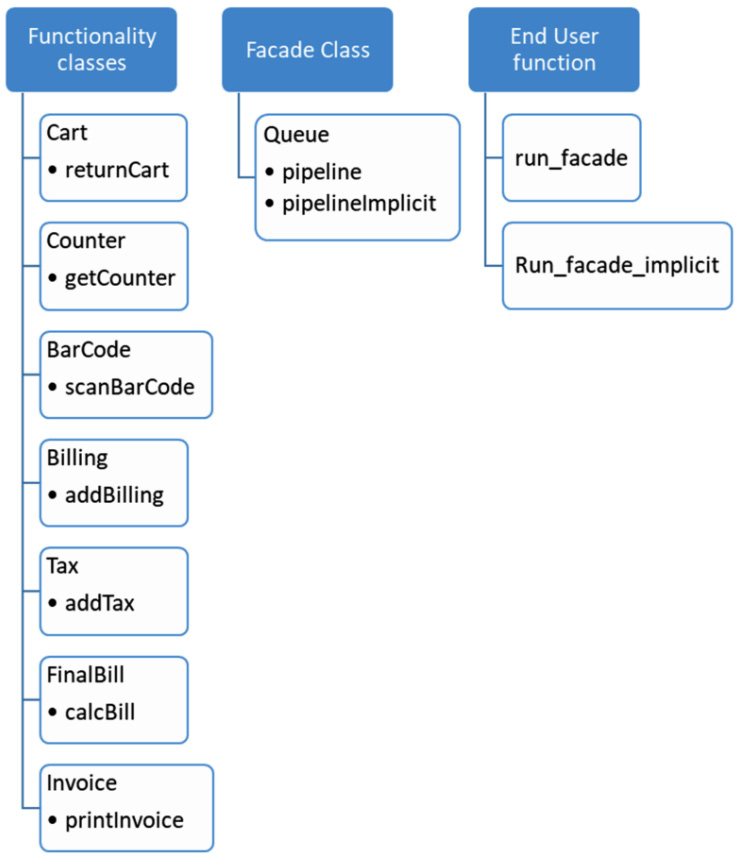 Functionality
classes
Cart
• returnCart
Counter
• getCounter
BarCode
• scanBarCode
Billing
• addBilling
Tax
• addTax
FinalBill
• calcBill
Invoice
• printInvoice
Facade Class
Queue
• pipeline
• pipelineImplicit
End User
function
run_facade
Run_facade_implicit